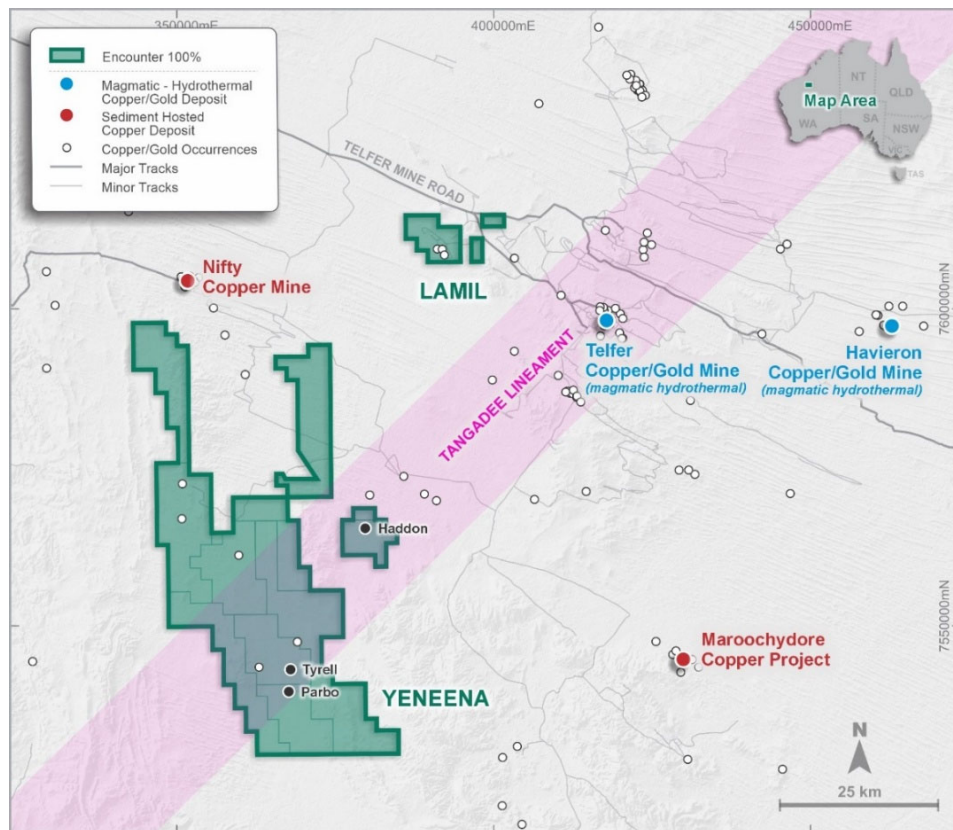 350000mE
400000mE
450000mE
Encounter 100%
Magmatic - Hydrothermal
Copper/Gold Deposit
Sediment Hosted
Copper Deposit
Copper/Gold Occurrences
Major Tracks
Minor Tracks
NT
QLD
Map Area
WA
SA
NSW
VIC
TAS
TELFER MINE ROAD
Nifty
Copper Mine
LAMIL
7600000mN
TANGADEE LINEAMENT
Telfer
Copper/Gold Mine
(magmatic hydrothermal)
Havieron
Copper/Gold Mine
(magmatic hydrothermal)
Haddon
7550000mN
Maroochydore
Copper Project
Tyrell
Parbo
YENEENA
N
25 km